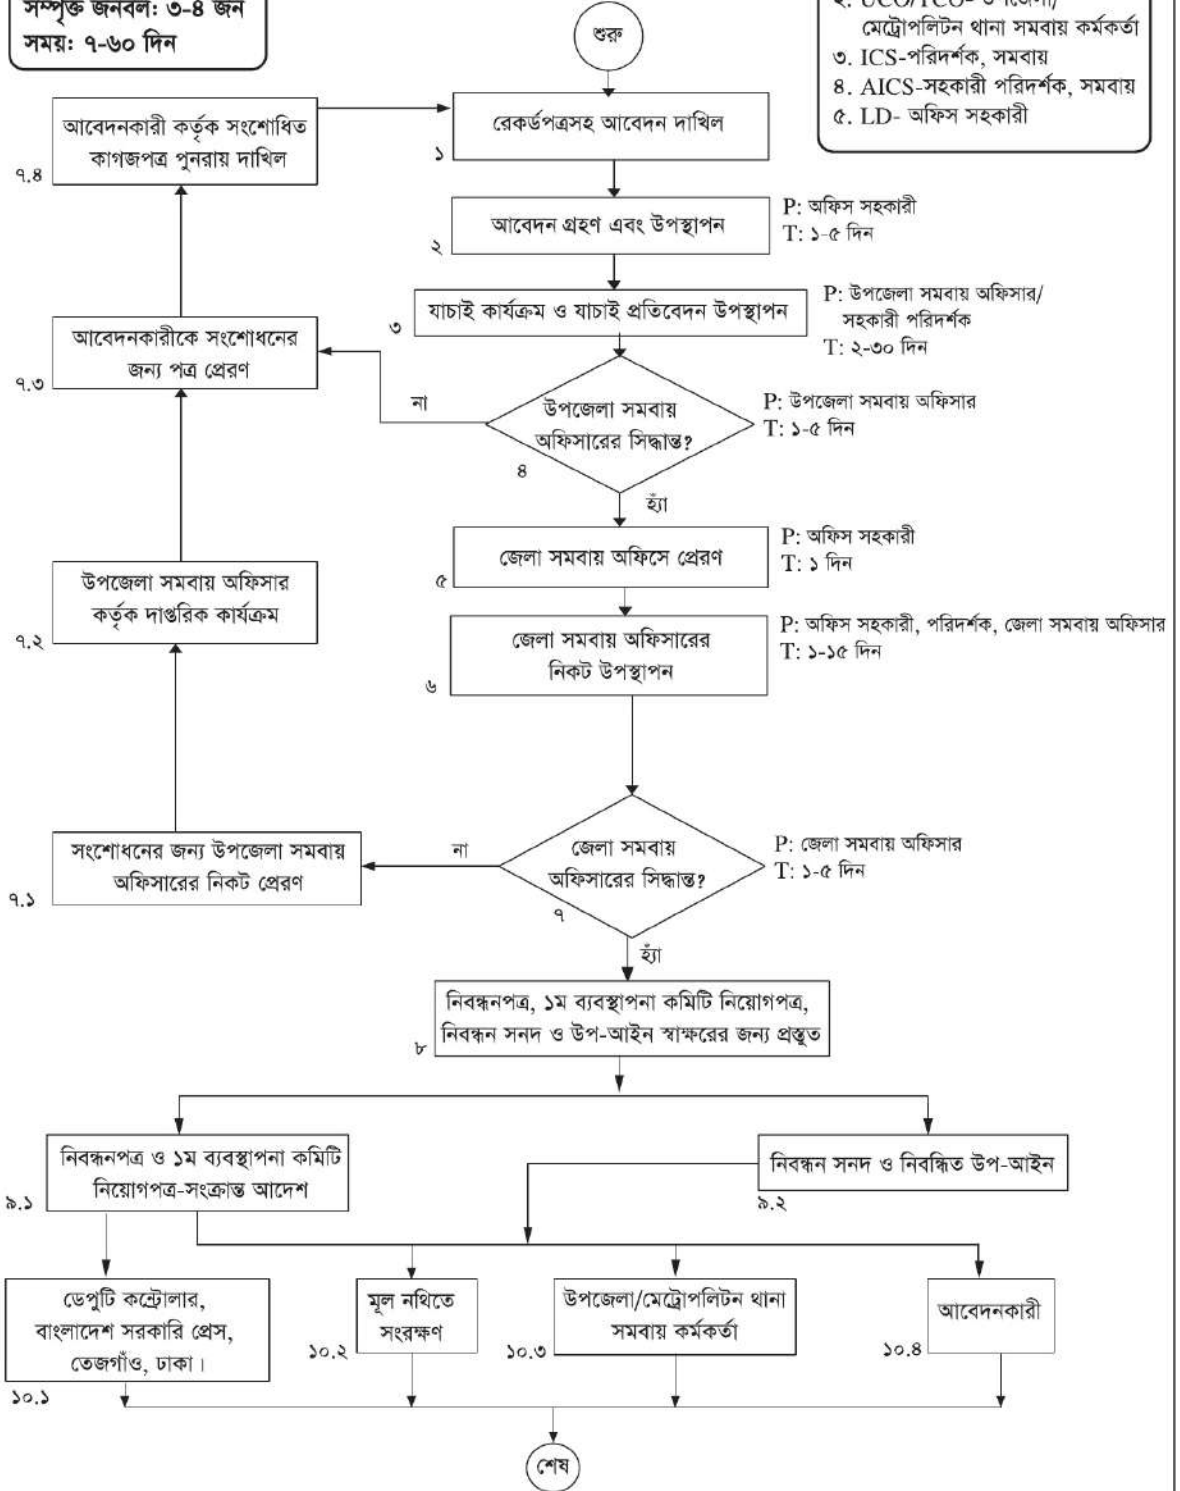 সম্পৃক্ত জনবল: ৩-৪ জন
সময়: ৭-৬০ দিন
শুরু
২. UCO/TCO- উপজেলা/
মেট্রোপলিটন থানা সমবায় কর্মকর্তা
৩. ICS-পরিদর্শক, সমবায়
৪. AICS-সহকারী পরিদর্শক, সমবায়
৫. LD- অফিস সহকারী
আবেদনকারী কর্তৃক সংশোধিত
কাগজপত্র পুনরায় দাখিল
৭.৪
রেকর্ডপত্রসহ আবেদন দাখিল
১
আবেদন গ্রহণ এবং উপস্থাপন
২
P: অফিস সহকারী
T: ১-৫ দিন
যাচাই কার্যক্রম ও যাচাই প্রতিবেদন উপস্থাপন
৩
P: উপজেলা সমবায় অফিসার/
সহকারী পরিদর্শক
T: ২-৩০ দিন
আবেদনকারীকে সংশোধনের
জন্য পত্র প্রেরণ
৭.৩
না
উপজেলা সমবায়
অফিসারের সিদ্ধান্ত?
৪
P: উপজেলা সমবায় অফিসার
T: ১-৫ দিন
হ্যাঁ
জেলা সমবায় অফিসে প্রেরণ
৫
P: অফিস সহকারী
T: ১ দিন
উপজেলা সমবায় অফিসার
কর্তৃক দাপ্তরিক কার্যক্রম
৭.২
জেলা সমবায় অফিসারের
নিকট উপস্থাপন
৬
P: অফিস সহকারী, পরিদর্শক, জেলা সমবায় অফিসার
T: ১-১৫ দিন
সংশোধনের জন্য উপজেলা সমবায়
অফিসারের নিকট প্রেরণ
৭.১
না
জেলা সমবায়
অফিসারের সিদ্ধান্ত?
৭
P: জেলা সমবায় অফিসার
T: ১-৫ দিন
হ্যাঁ
নিবন্ধনপত্র, ১ম ব্যবস্থাপনা কমিটি নিয়োগপত্র,
নিবন্ধন সনদ ও উপ-আইন স্বাক্ষরের জন্য প্রস্তুত
৮
নিবন্ধনপত্র ও ১ম ব্যবস্থাপনা কমিটি
নিয়োগপত্র-সংক্রান্ত আদেশ
৯.১
নিবন্ধন সনদ ও নিবন্ধিত উপ-আইন
৯.২
ডেপুটি কন্ট্রোলার,
বাংলাদেশ সরকারি প্রেস,
তেজগাঁও, ঢাকা।
১০.১
মূল নথিতে
সংরক্ষণ
১০.২
উপজেলা/মেট্রোপলিটন থানা
সমবায় কর্মকর্তা
১০.৩
আবেদনকারী
১০.৪
শেষ